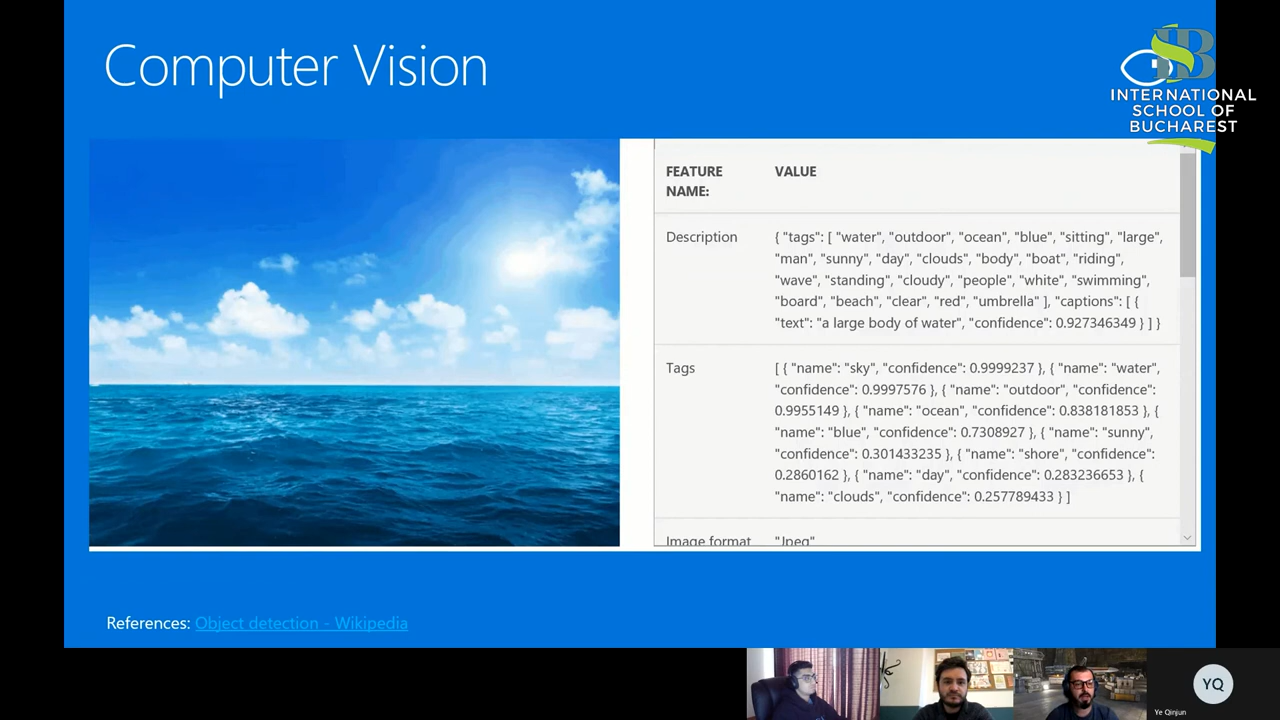 Computer Vision
INTERNATIONAL
SCHOOL OF
BUCHAREST
FEATURE
NAME:
VALUE
Description
{ "tags": [ "water", "outdoor", "ocean", "blue", "sitting", "large",
"man", "sunny", "day", "clouds", "body", "boat", "riding",
"wave", "standing", "cloudy", "people", "white", "swimming",
"board", "beach", "clear", "red", "umbrella" ], "captions": [ {
"text": "a large body of water", "confidence": 0.927346349 } ] }
Tags
[ { "name": "sky", "confidence": 0.9999237 }, { "name": "water",
"confidence": 0.9997576 }, { "name": "outdoor", "confidence":
0.9955149 }, { "name": "ocean", "confidence": 0.838181853 }, {
"name": "blue", "confidence": 0.7308927 }, { "name": "sunny",
"confidence": 0.301433235 }, { "name": "shore", "confidence":
0.2860162 }, { "name": "day", "confidence": 0.283236653 }, {
"name": "clouds", "confidence": 0.257789433 } ]
Image format
"Jpeg"
References: Object detection - Wikipedia
YQ
Ye Qinjun